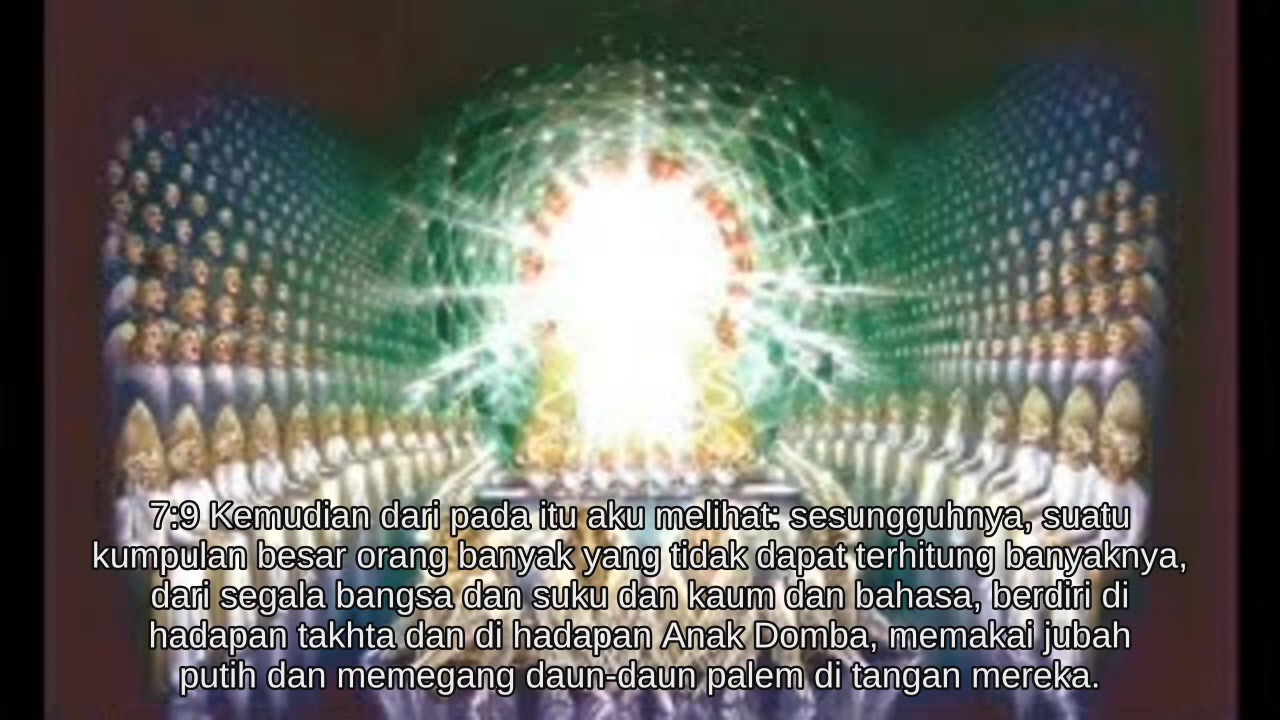 7:9 Kemudian dari pada itu aku melihat: sesungguhnya, suatu
kumpulan besar orang banyak yang tidak dapat terhitung banyaknya,
dari segala bangsa dan suku dan kaum dan bahasa, berdiri di
hadapan takhta dan di hadapan Anak Domba, memakai jubah
putih dan memegang daun-daun palem di tangan mereka.